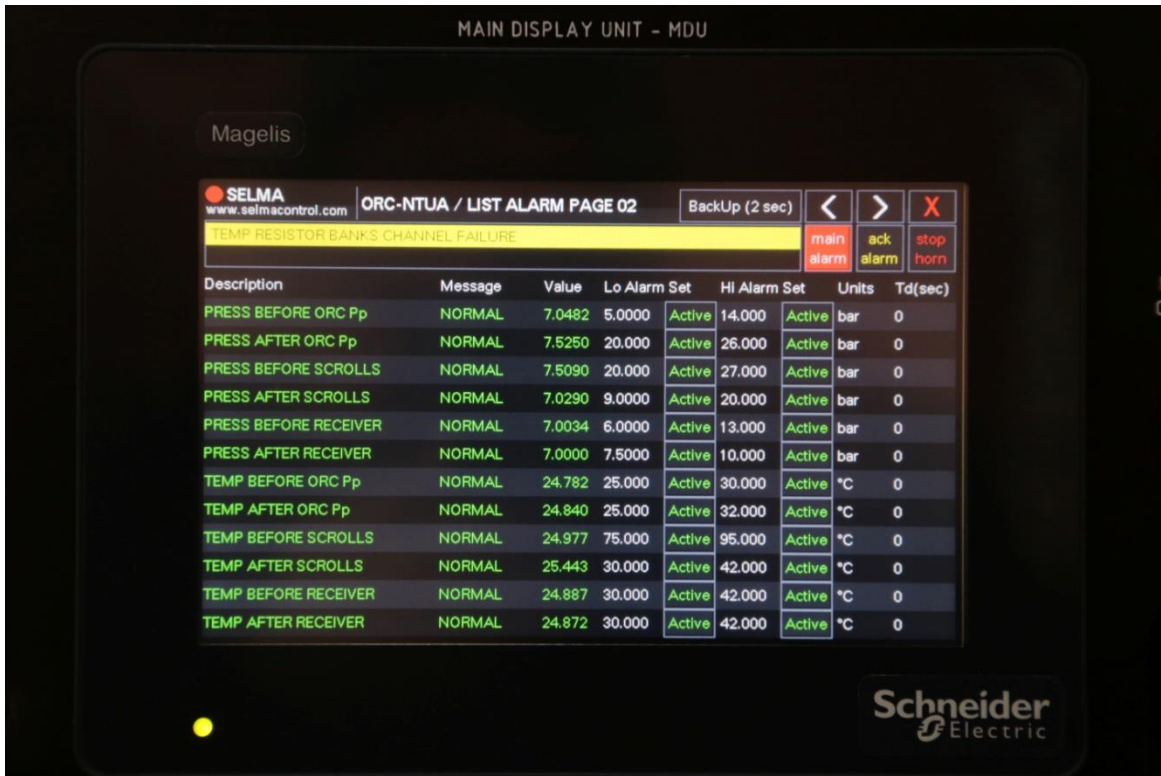 MAIN DISPLAY UNIT - MDU
Magelis
SELMA
www.selmacontrol.com
ORC-NTUA / LIST ALARM PAGE 02
BackUp (2 sec)
<
>
X
TEMP RESISTOR BANKS CHANNEL FAILURE
main alarm
ack alarm
stop horn
Description Message Value Lo Alarm Set Hi Alarm Set Units Td(sec)
PRESS BEFORE ORC Pp NORMAL 7.0482 5.0000 Active 14.000 Active bar 0
PRESS AFTER ORC Pp NORMAL 7.5250 20.000 Active 26.000 Active bar 0
PRESS BEFORE SCROLLS NORMAL 7.5090 20.000 Active 27.000 Active bar 0
PRESS AFTER SCROLLS NORMAL 7.0290 9.0000 Active 20.000 Active bar 0
PRESS BEFORE RECEIVER NORMAL 7.0034 6.0000 Active 13.000 Active bar 0
PRESS AFTER RECEIVER NORMAL 7.0000 7.5000 Active 10.000 Active bar 0
TEMP BEFORE ORC Pp NORMAL 24.782 25.000 Active 30.000 Active °C 0
TEMP AFTER ORC Pp NORMAL 24.840 25.000 Active 32.000 Active °C 0
TEMP BEFORE SCROLLS NORMAL 24.977 75.000 Active 95.000 Active °C 0
TEMP AFTER SCROLLS NORMAL 25.443 30.000 Active 42.000 Active °C 0
TEMP BEFORE RECEIVER NORMAL 24.887 30.000 Active 42.000 Active °C 0
TEMP AFTER RECEIVER NORMAL 24.872 30.000 Active 42.000 Active °C 0
Schneider
Electric